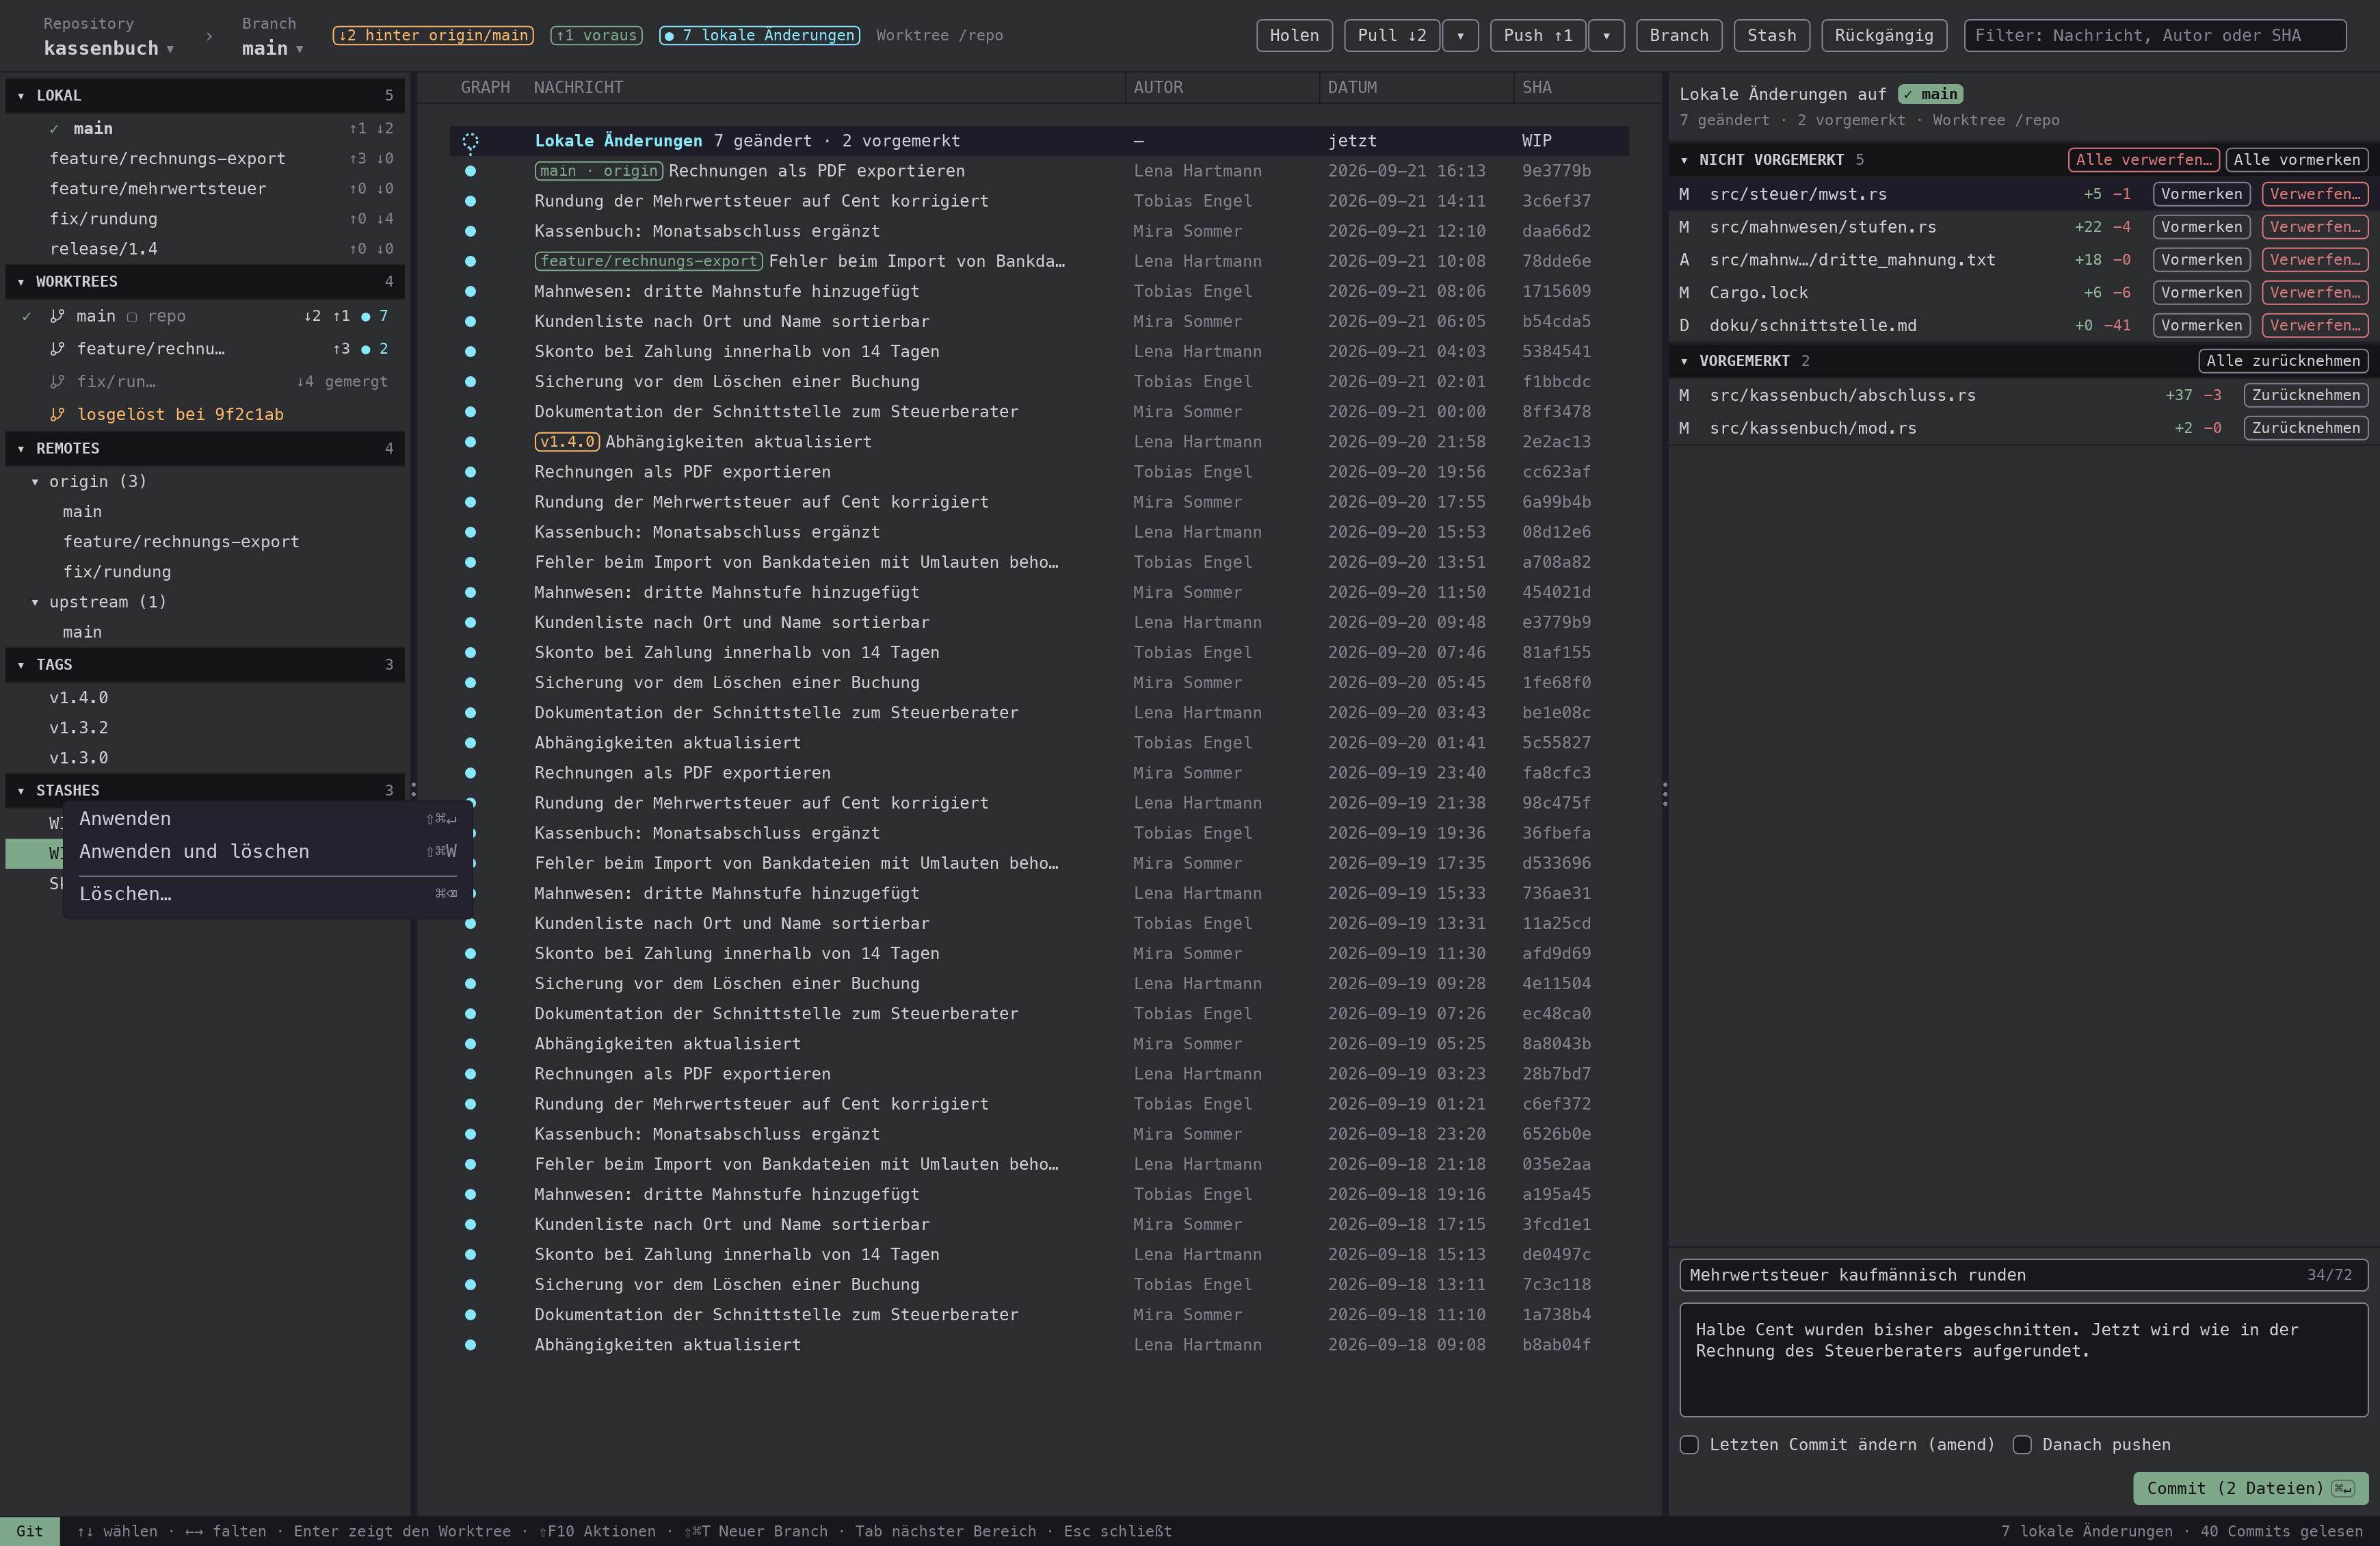 Repository
kassenbuch ▾
›
Branch
main ▾
↓2 hinter origin/main ↑1 voraus ● 7 lokale Änderungen Worktree /repo
Holen Pull ↓2 ▾ Push ↑1 ▾ Branch Stash Rückgängig Filter: Nachricht, Autor oder SHA
▾ LOKAL 5
✓ main ↑1 ↓2
feature/rechnungs-export ↑3 ↓0
feature/mehrwertsteuer ↑0 ↓0
fix/rundung ↑0 ↓4
release/1.4 ↑0 ↓0
▾ WORKTREES 4
✓ main ▢ repo ↓2 ↑1 ● 7
feature/rechnu… ↑3 ● 2
fix/run… ↓4 gemergt
losgelöst bei 9f2c1ab
▾ REMOTES 4
▾ origin (3)
main
feature/rechnungs-export
fix/rundung
▾ upstream (1)
main
▾ TAGS 3
v1.4.0
v1.3.2
v1.3.0
▾ STASHES 3
Anwenden ⇧⌘↵
Anwenden und löschen ⇧⌘W
Löschen… ⌘⌫
GRAPH NACHRICHT AUTOR DATUM SHA
Lokale Änderungen 7 geändert · 2 vorgemerkt — jetzt WIP
main · origin Rechnungen als PDF exportieren Lena Hartmann 2026-09-21 16:13 9e3779b
Rundung der Mehrwertsteuer auf Cent korrigiert Tobias Engel 2026-09-21 14:11 3c6ef37
Kassenbuch: Monatsabschluss ergänzt Mira Sommer 2026-09-21 12:10 daa66d2
feature/rechnungs-export Fehler beim Import von Bankda… Lena Hartmann 2026-09-21 10:08 78dde6e
Mahnwesen: dritte Mahnstufe hinzugefügt Tobias Engel 2026-09-21 08:06 1715609
Kundenliste nach Ort und Name sortierbar Mira Sommer 2026-09-21 06:05 b54cda5
Skonto bei Zahlung innerhalb von 14 Tagen Lena Hartmann 2026-09-21 04:03 5384541
Sicherung vor dem Löschen einer Buchung Tobias Engel 2026-09-21 02:01 f1bbcdc
Dokumentation der Schnittstelle zum Steuerberater Mira Sommer 2026-09-21 00:00 8ff3478
v1.4.0 Abhängigkeiten aktualisiert Lena Hartmann 2026-09-20 21:58 2e2ac13
Rechnungen als PDF exportieren Tobias Engel 2026-09-20 19:56 cc623af
Rundung der Mehrwertsteuer auf Cent korrigiert Mira Sommer 2026-09-20 17:55 6a99b4b
Kassenbuch: Monatsabschluss ergänzt Lena Hartmann 2026-09-20 15:53 08d12e6
Fehler beim Import von Bankdateien mit Umlauten beho… Tobias Engel 2026-09-20 13:51 a708a82
Mahnwesen: dritte Mahnstufe hinzugefügt Mira Sommer 2026-09-20 11:50 454021d
Kundenliste nach Ort und Name sortierbar Lena Hartmann 2026-09-20 09:48 e3779b9
Skonto bei Zahlung innerhalb von 14 Tagen Tobias Engel 2026-09-20 07:46 81af155
Sicherung vor dem Löschen einer Buchung Mira Sommer 2026-09-20 05:45 1fe68f0
Dokumentation der Schnittstelle zum Steuerberater Lena Hartmann 2026-09-20 03:43 be1e08c
Abhängigkeiten aktualisiert Tobias Engel 2026-09-20 01:41 5c55827
Rechnungen als PDF exportieren Mira Sommer 2026-09-19 23:40 fa8cfc3
Rundung der Mehrwertsteuer auf Cent korrigiert Lena Hartmann 2026-09-19 21:38 98c475f
Kassenbuch: Monatsabschluss ergänzt Tobias Engel 2026-09-19 19:36 36fbefa
Fehler beim Import von Bankdateien mit Umlauten beho… Mira Sommer 2026-09-19 17:35 d533696
Mahnwesen: dritte Mahnstufe hinzugefügt Lena Hartmann 2026-09-19 15:33 736ae31
Kundenliste nach Ort und Name sortierbar Tobias Engel 2026-09-19 13:31 11a25cd
Skonto bei Zahlung innerhalb von 14 Tagen Mira Sommer 2026-09-19 11:30 afd9d69
Sicherung vor dem Löschen einer Buchung Lena Hartmann 2026-09-19 09:28 4e11504
Dokumentation der Schnittstelle zum Steuerberater Tobias Engel 2026-09-19 07:26 ec48ca0
Abhängigkeiten aktualisiert Mira Sommer 2026-09-19 05:25 8a8043b
Rechnungen als PDF exportieren Lena Hartmann 2026-09-19 03:23 28b7bd7
Rundung der Mehrwertsteuer auf Cent korrigiert Tobias Engel 2026-09-19 01:21 c6ef372
Kassenbuch: Monatsabschluss ergänzt Mira Sommer 2026-09-18 23:20 6526b0e
Fehler beim Import von Bankdateien mit Umlauten beho… Lena Hartmann 2026-09-18 21:18 035e2aa
Mahnwesen: dritte Mahnstufe hinzugefügt Tobias Engel 2026-09-18 19:16 a195a45
Kundenliste nach Ort und Name sortierbar Mira Sommer 2026-09-18 17:15 3fcd1e1
Skonto bei Zahlung innerhalb von 14 Tagen Lena Hartmann 2026-09-18 15:13 de0497c
Sicherung vor dem Löschen einer Buchung Tobias Engel 2026-09-18 13:11 7c3c118
Dokumentation der Schnittstelle zum Steuerberater Mira Sommer 2026-09-18 11:10 1a738b4
Abhängigkeiten aktualisiert Lena Hartmann 2026-09-18 09:08 b8ab04f
Lokale Änderungen auf ✓ main
7 geändert · 2 vorgemerkt · Worktree /repo
▾ NICHT VORGEMERKT 5 Alle verwerfen… Alle vormerken
M src/steuer/mwst.rs +5 −1 Vormerken Verwerfen…
M src/mahnwesen/stufen.rs +22 −4 Vormerken Verwerfen…
A src/mahnw…/dritte_mahnung.txt +18 −0 Vormerken Verwerfen…
M Cargo.lock +6 −6 Vormerken Verwerfen…
D doku/schnittstelle.md +0 −41 Vormerken Verwerfen…
▾ VORGEMERKT 2 Alle zurücknehmen
M src/kassenbuch/abschluss.rs +37 −3 Zurücknehmen
M src/kassenbuch/mod.rs +2 −0 Zurücknehmen
Mehrwertsteuer kaufmännisch runden 34/72
Halbe Cent wurden bisher abgeschnitten. Jetzt wird wie in der
Rechnung des Steuerberaters aufgerundet.
Letzten Commit ändern (amend) Danach pushen
Commit (2 Dateien) ⌘↵
Git ↑↓ wählen · ←→ falten · Enter zeigt den Worktree · ⇧F10 Aktionen · ⇧⌘T Neuer Branch · Tab nächster Bereich · Esc schließt
7 lokale Änderungen · 40 Commits gelesen